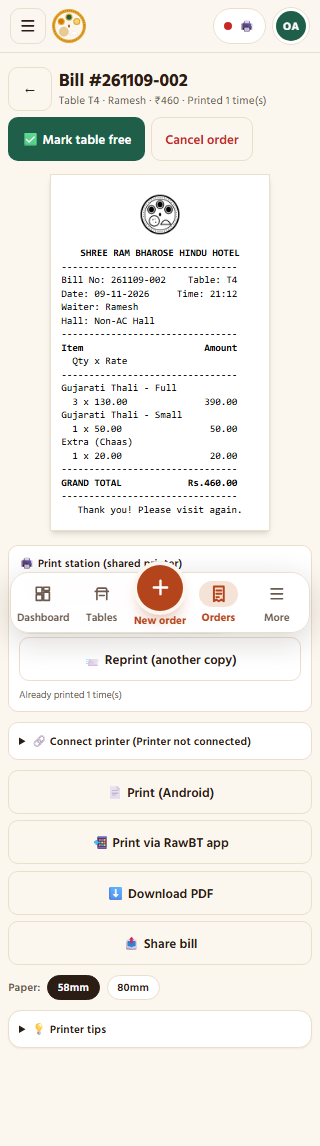 OA
←
Bill #261109-002
Table T4 · Ramesh · ₹460 · Printed 1 time(s)
✅ Mark table free
Cancel order
SHREE RAM BHAROSE HINDU HOTEL
--------------------------------
Bill No: 261109-002 Table: T4
Date: 09-11-2026 Time: 21:12
Waiter: Ramesh
Hall: Non-AC Hall
--------------------------------
Item Amount
Qty x Rate
--------------------------------
Gujarati Thali - Full
3 x 130.00 390.00
Gujarati Thali - Small
1 x 50.00 50.00
Extra (Chaas)
1 x 20.00 20.00
--------------------------------
GRAND TOTAL Rs.460.00
--------------------------------
Thank you! Please visit again.
Print station (shared printer)
Dashboard
Tables
New order
Orders
More
Reprint (another copy)
Already printed 1 time(s)
Connect printer (Printer not connected)
Print (Android)
Print via RawBT app
Download PDF
Share bill
Paper: 58mm 80mm
Printer tips